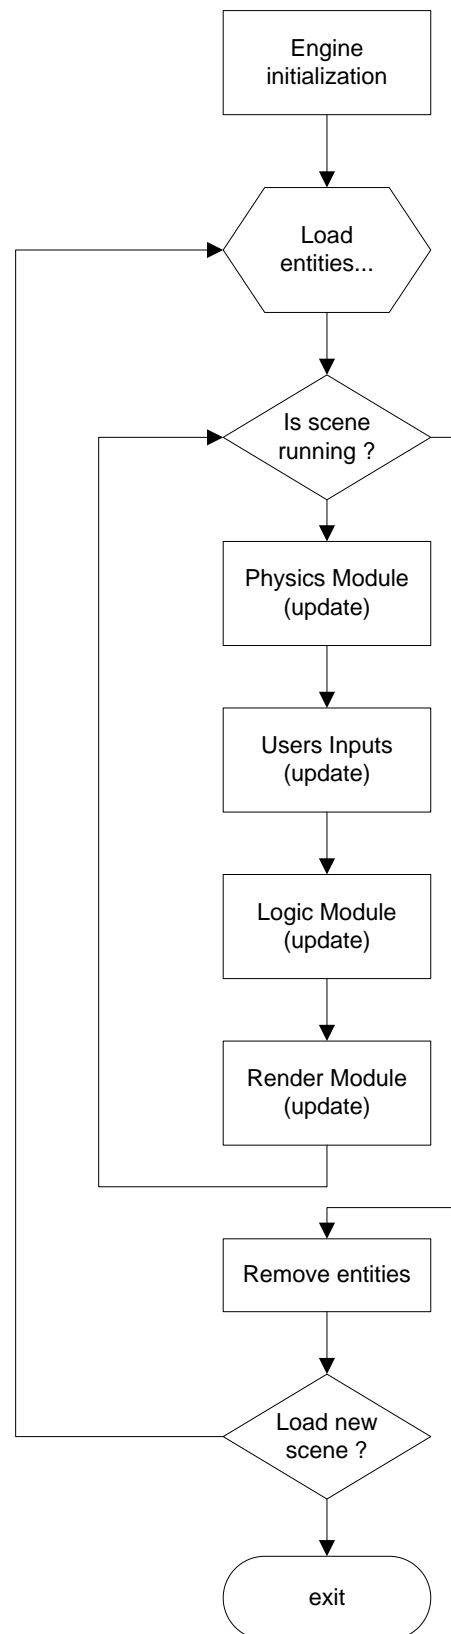 Engine
initialization
Load
entities...
Is scene
running ?
Physics Module
(update)
Users Inputs
(update)
Logic Module
(update)
Render Module
(update)
Remove entities
Load new
scene ?
exit